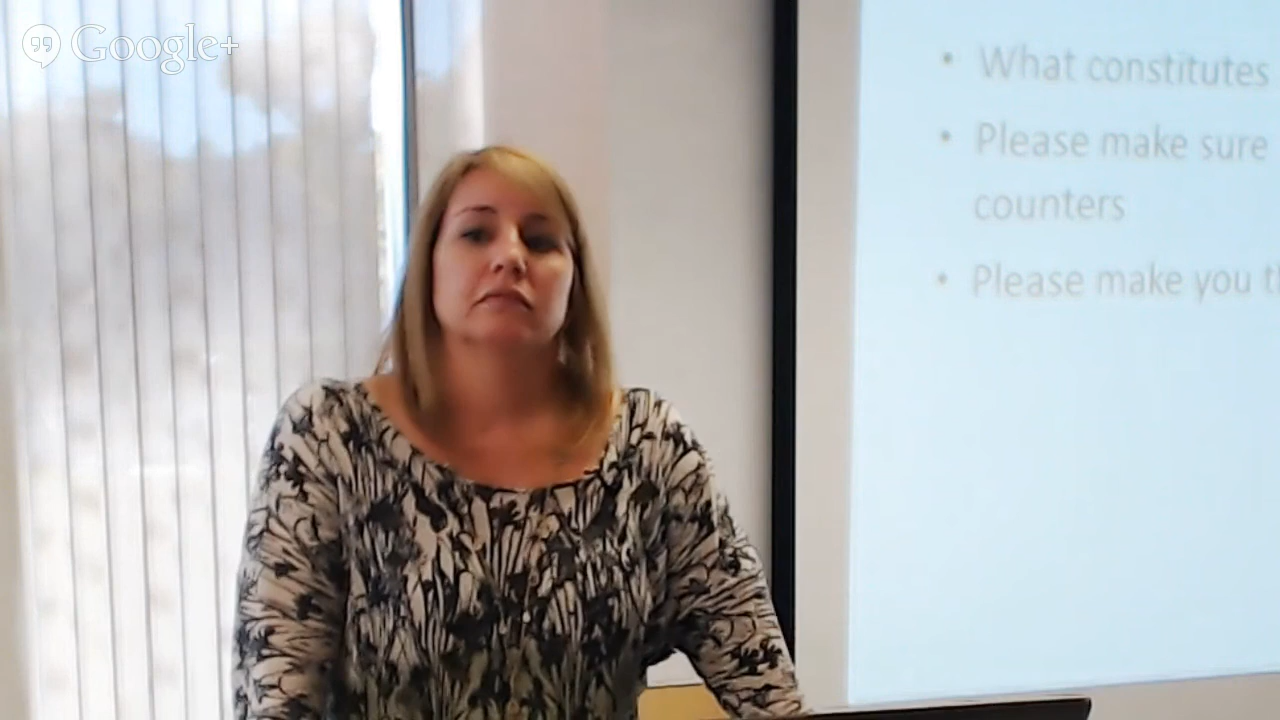 Google+
• What constitutes
• Please make sure
counters
• Please make you